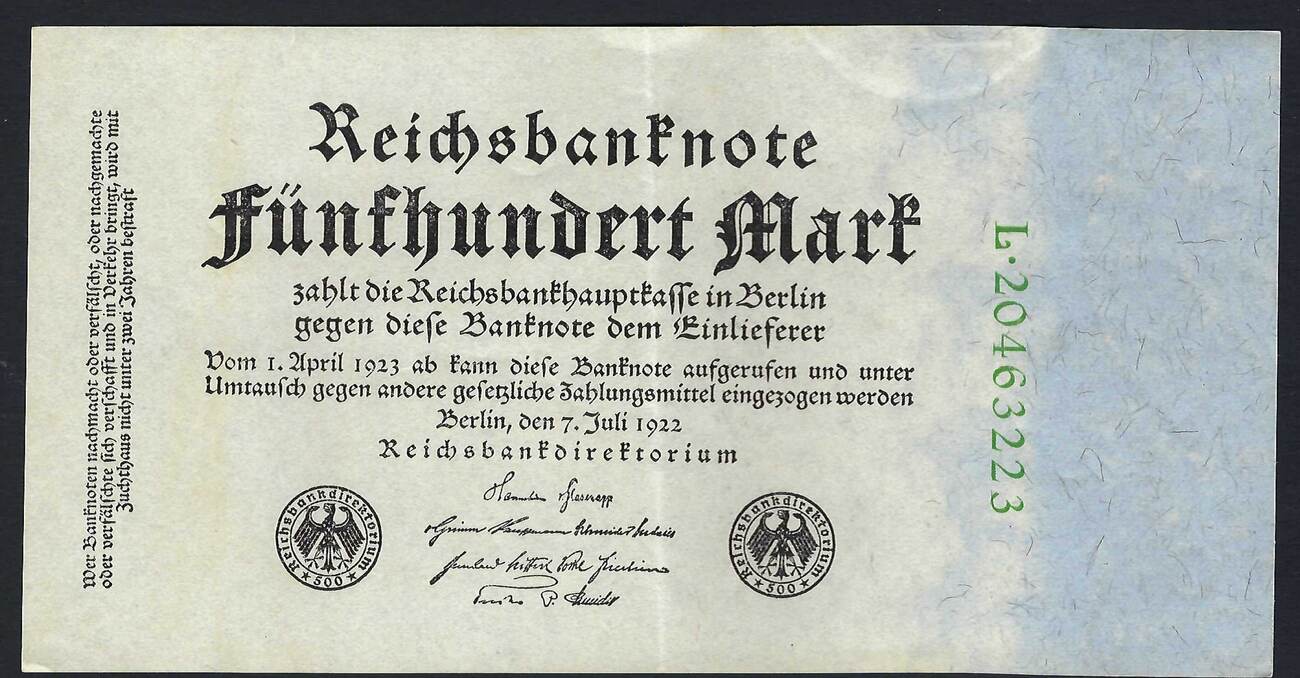 Reichsbanknote
Fünfhundert Mark
zahlt die Reichsbankhauptkasse in Berlin
gegen diese Banknote dem Einlieferer
Vom 1. April 1923 ab kann diese Banknote aufgerufen und unter
Umtausch gegen andere gesetzliche Zahlungsmittel eingezogen werden
Berlin, den 7. Juli 1922
Reichsbankdirektorium
Wer Banknoten nachmacht oder verfälscht, oder nachgemachte
oder verfälschte sich verschafft und in Verkehr bringt, wird mit
Zuchthaus nicht unter zwei Jahren bestraft
L·20463223
Reichsbankdirektorium
★ 500 ★
Reichsbankdirektorium
★ 500 ★